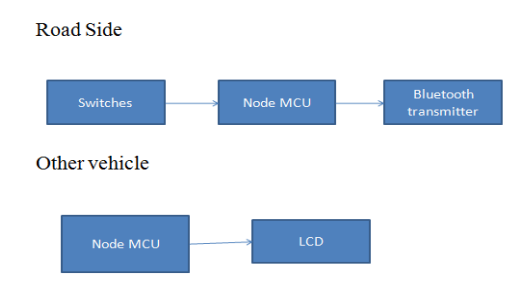 Road Side
Switches
Node MCU
Bluetooth
transmitter
Other vehicle
Node MCU
LCD